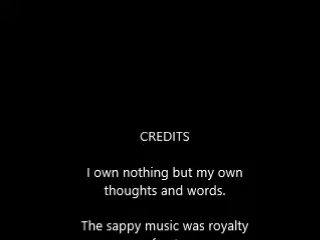 CREDITS
I own nothing but my own
thoughts and words.
The sappy music was royalty